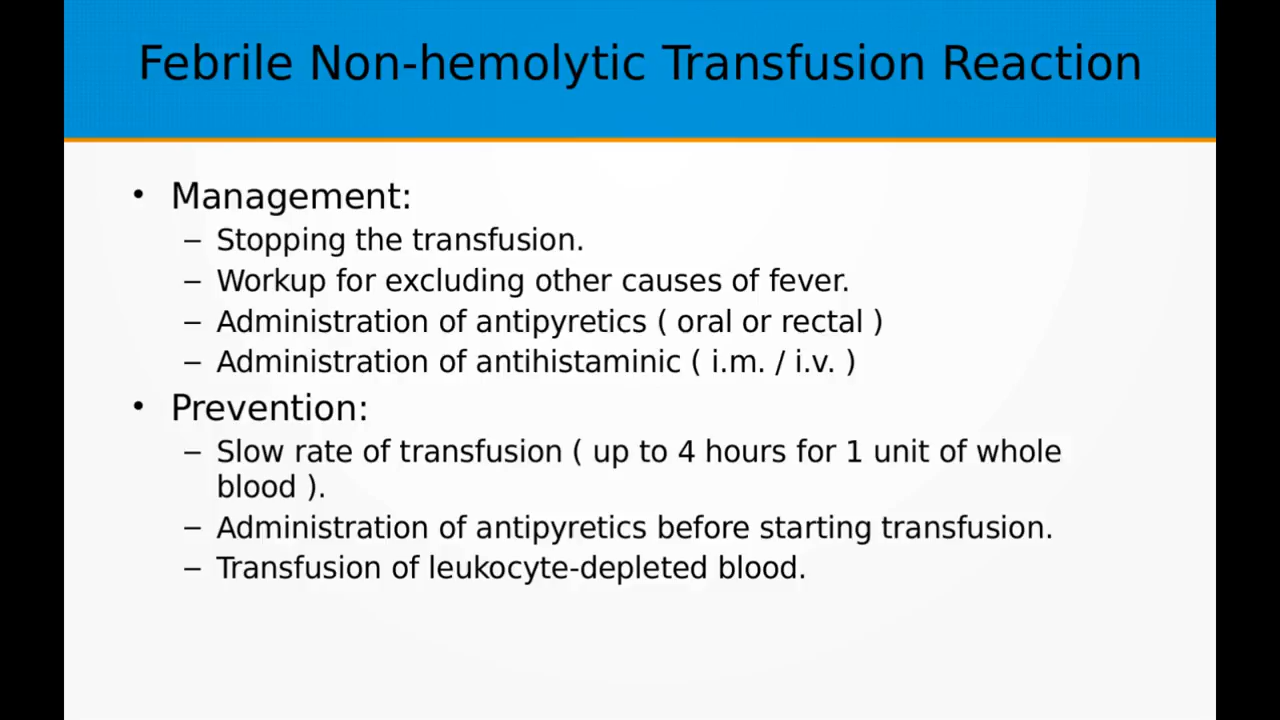 Febrile Non-hemolytic Transfusion Reaction
• Management:
– Stopping the transfusion.
– Workup for excluding other causes of fever.
– Administration of antipyretics ( oral or rectal )
– Administration of antihistaminic ( i.m. / i.v. )
• Prevention:
– Slow rate of transfusion ( up to 4 hours for 1 unit of whole
blood ).
– Administration of antipyretics before starting transfusion.
– Transfusion of leukocyte-depleted blood.